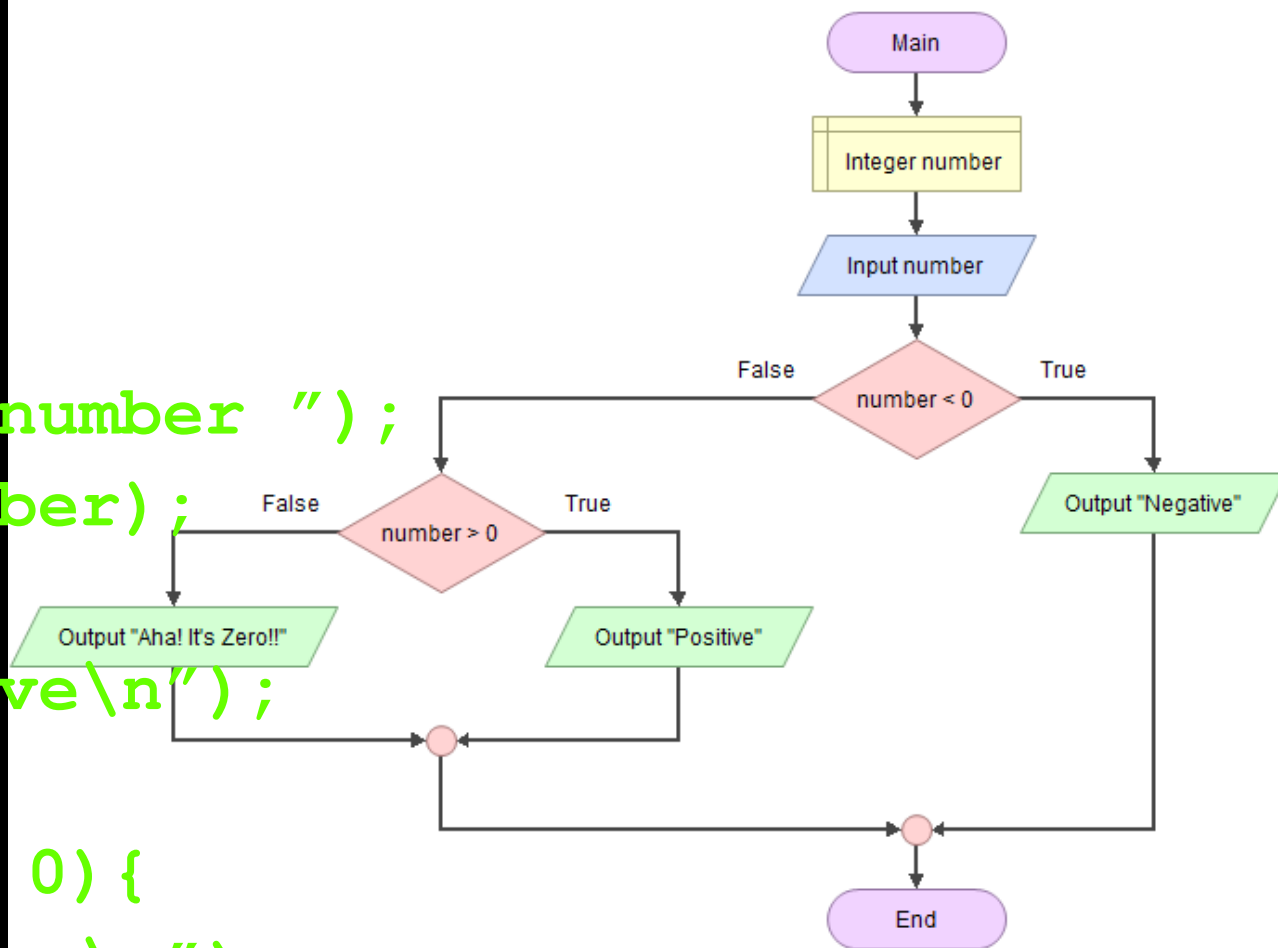 Main
Integer number
Input number
False
True
number < 0
number ");
ber);
False
True
number > 0
Output "Negative"
Output "Aha! It's Zero!!"
Output "Positive"
ve\n");
0){
End
\n")